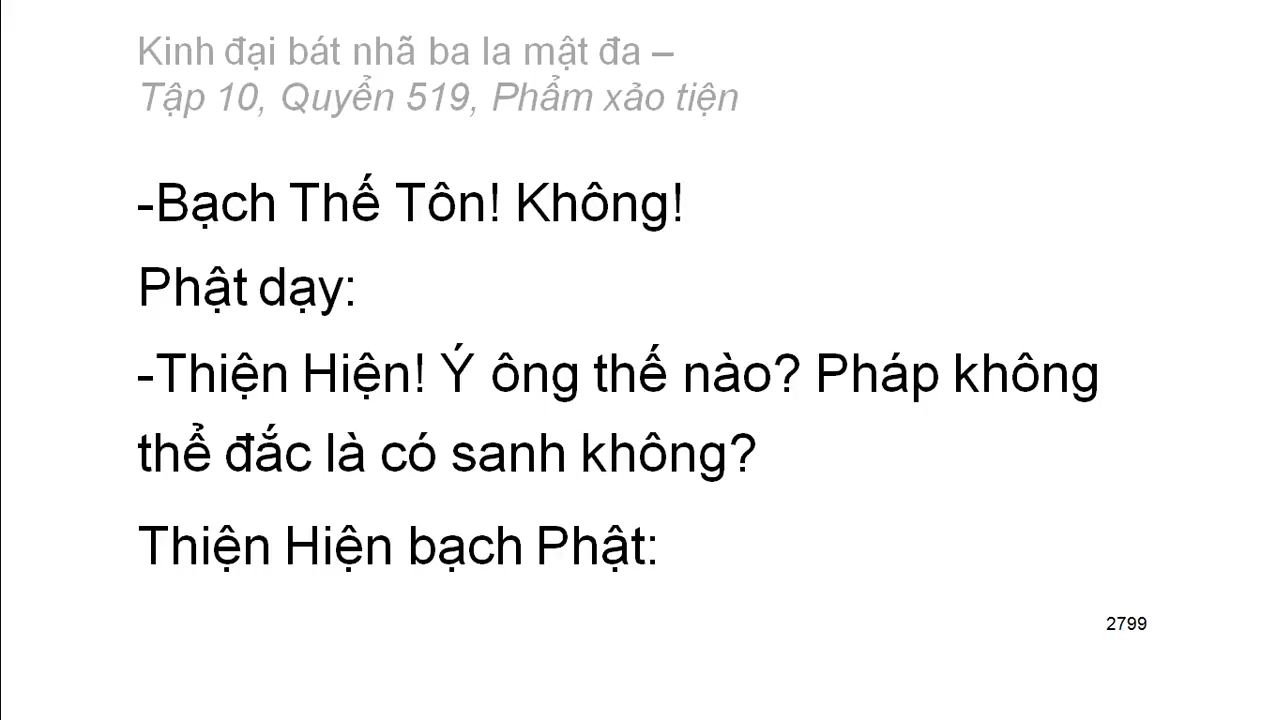 Kinh đại bát nhã ba la mật đa –
Tập 10, Quyển 519, Phẩm xảo tiện
-Bạch Thế Tôn! Không!
Phật dạy:
-Thiện Hiện! Ý ông thế nào? Pháp không
thể đắc là có sanh không?
Thiện Hiện bạch Phật:
2799